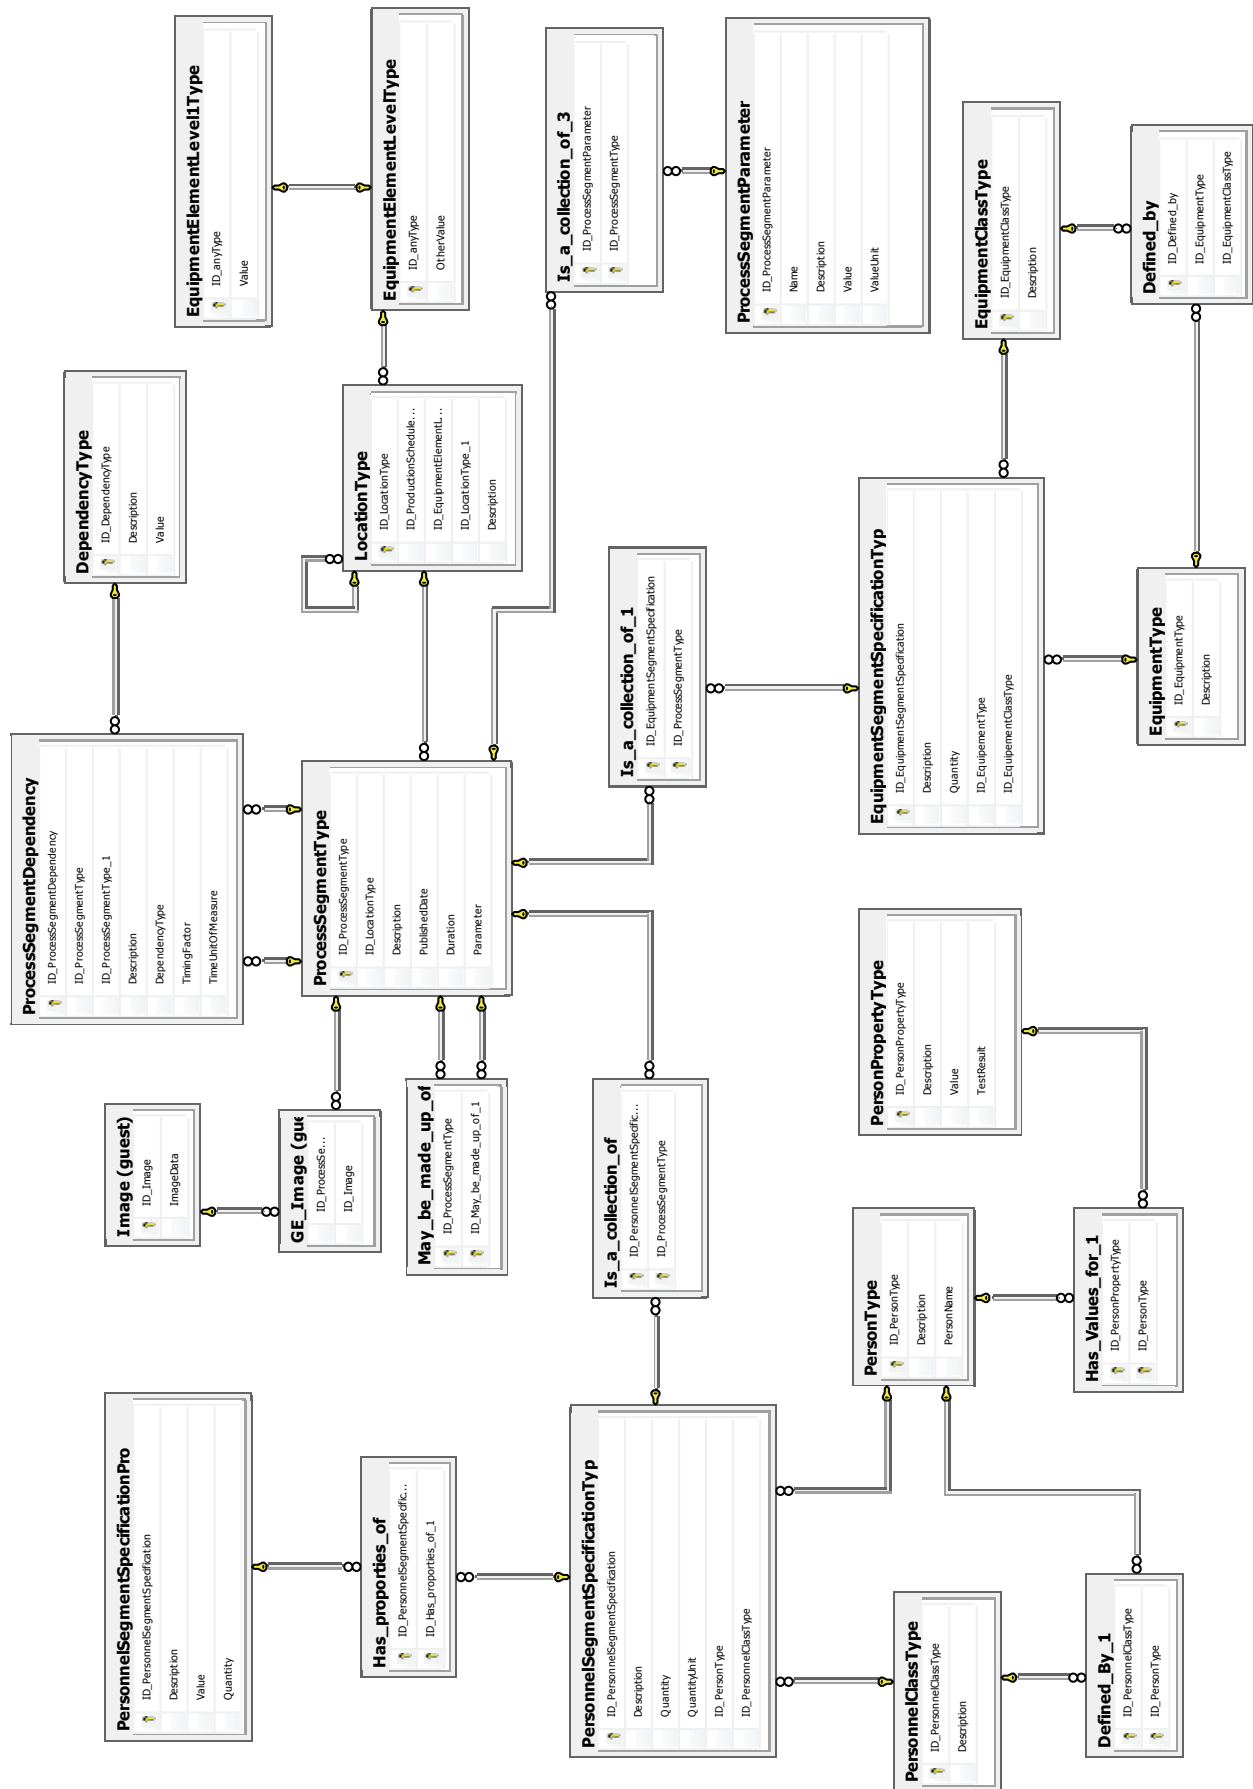 ProcessSegmentDependency
ID_ProcessSegmentDependency
ID_ProcessSegmentType
ID_ProcessSegmentType_1
Description
DependencyType
TimingFactor
TimeUnitOfMeasure
DependencyType
ID_DependencyType
Description
Value
PersonnelSegmentSpecificationPro
ID_PersonnelSegmentSpecification
Description
Value
Quantity
Image (guest)
ID_Image
ImageData
EquipmentElementLevel1Type
ID_anyType
Value
GE_Image (gue
ID_ProcessSe...
ID_Image
ProcessSegmentType
ID_ProcessSegmentType
ID_LocationType
Description
PublishedDate
Duration
Parameter
LocationType
ID_LocationType
ID_ProductionSchedule...
ID_EquipmentElementL...
ID_LocationType_1
Description
Has_proporties_of
ID_PersonnelSegmentSpecific...
ID_Has_proporties_of_1
EquipmentElementLevelType
ID_anyType
OtherValue
May_be_made_up_of
ID_ProcessSegmentType
ID_May_be_made_up_of_1
Is_a_collection_of_3
ID_ProcessSegmentParameter
ID_ProcessSegmentType
PersonnelSegmentSpecificationTyp
ID_PersonnelSegmentSpecification
Description
Quantity
QuantityUnit
ID_PersonType
ID_PersonnelClassType
Is_a_collection_of
ID_PersonnelSegmentSpecific...
ID_ProcessSegmentType
Is_a_collection_of_1
ID_EquipmentSegmentSpecification
ID_ProcessSegmentType
ProcessSegmentParameter
ID_ProcessSegmentParameter
Name
Description
Value
ValueUnit
PersonType
ID_PersonType
Description
PersonName
PersonPropertyType
ID_PersonPropertyType
Description
Value
TestResult
EquipmentSegmentSpecificationTyp
ID_EquipmentSegmentSpecification
Description
Quantity
ID_EquipementType
ID_EquipementClassType
PersonnelClassType
ID_PersonnelClassType
Description
EquipmentClassType
ID_EquipmentClassType
Description
Has_Values_for_1
ID_PersonPropertyType
ID_PersonType
Defined_By_1
ID_PersonnelClassType
ID_PersonType
EquipmentType
ID_EquipmentType
Description
Defined_by
ID_Defined_by
ID_EquipmentType
ID_EquipmentClassType